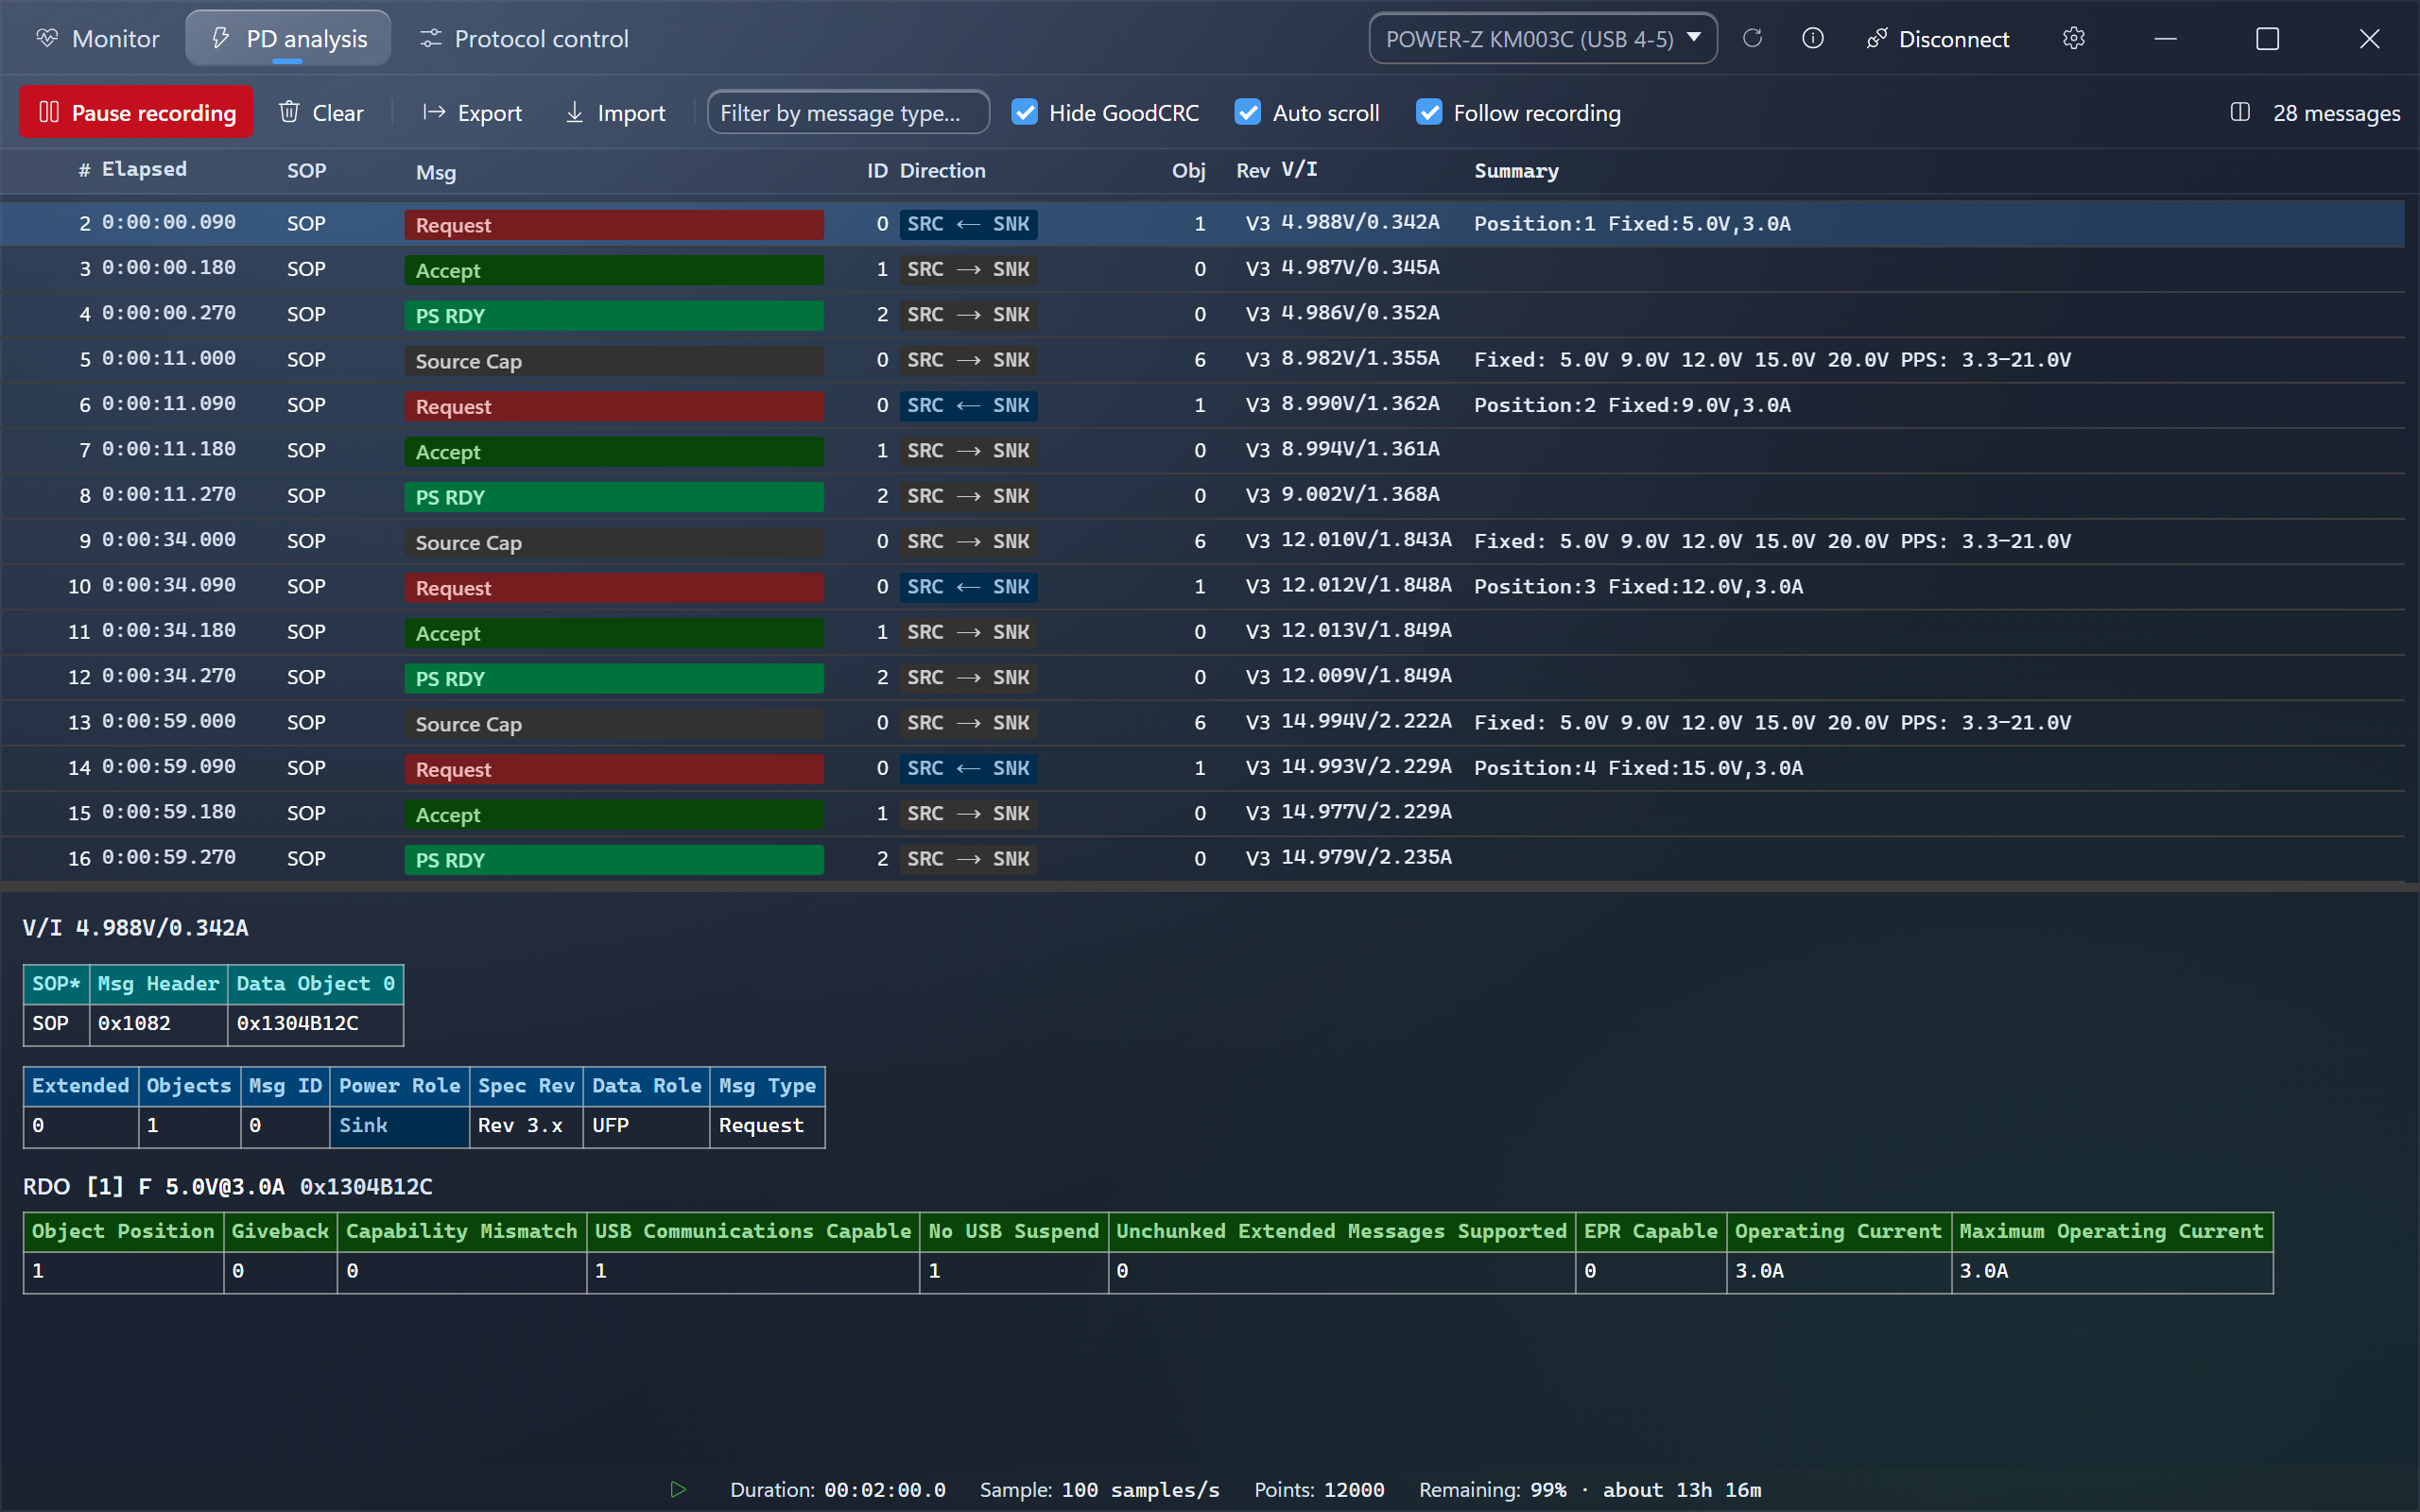 Monitor PD analysis Protocol control POWER-Z KM003C (USB 4-5) Disconnect
Pause recording Clear Export Import Filter by message type... Hide GoodCRC Auto scroll Follow recording 28 messages
# Elapsed SOP Msg ID Direction Obj Rev V/I Summary
2 0:00:00.090 SOP Request 0 SRC ← SNK 1 V3 4.988V/0.342A Position:1 Fixed:5.0V,3.0A
3 0:00:00.180 SOP Accept 1 SRC → SNK 0 V3 4.987V/0.345A
4 0:00:00.270 SOP PS RDY 2 SRC → SNK 0 V3 4.986V/0.352A
5 0:00:11.000 SOP Source Cap 0 SRC → SNK 6 V3 8.982V/1.355A Fixed: 5.0V 9.0V 12.0V 15.0V 20.0V PPS: 3.3-21.0V
6 0:00:11.090 SOP Request 0 SRC ← SNK 1 V3 8.990V/1.362A Position:2 Fixed:9.0V,3.0A
7 0:00:11.180 SOP Accept 1 SRC → SNK 0 V3 8.994V/1.361A
8 0:00:11.270 SOP PS RDY 2 SRC → SNK 0 V3 9.002V/1.368A
9 0:00:34.000 SOP Source Cap 0 SRC → SNK 6 V3 12.010V/1.843A Fixed: 5.0V 9.0V 12.0V 15.0V 20.0V PPS: 3.3-21.0V
10 0:00:34.090 SOP Request 0 SRC ← SNK 1 V3 12.012V/1.848A Position:3 Fixed:12.0V,3.0A
11 0:00:34.180 SOP Accept 1 SRC → SNK 0 V3 12.013V/1.849A
12 0:00:34.270 SOP PS RDY 2 SRC → SNK 0 V3 12.009V/1.849A
13 0:00:59.000 SOP Source Cap 0 SRC → SNK 6 V3 14.994V/2.222A Fixed: 5.0V 9.0V 12.0V 15.0V 20.0V PPS: 3.3-21.0V
14 0:00:59.090 SOP Request 0 SRC ← SNK 1 V3 14.993V/2.229A Position:4 Fixed:15.0V,3.0A
15 0:00:59.180 SOP Accept 1 SRC → SNK 0 V3 14.977V/2.229A
16 0:00:59.270 SOP PS RDY 2 SRC → SNK 0 V3 14.979V/2.235A
V/I 4.988V/0.342A
SOP* Msg Header Data Object 0
SOP 0x1082 0x1304B12C
Extended Objects Msg ID Power Role Spec Rev Data Role Msg Type
0 1 0 Sink Rev 3.x UFP Request
RDO [1] F 5.0V@3.0A 0x1304B12C
Object Position Giveback Capability Mismatch USB Communications Capable No USB Suspend Unchunked Extended Messages Supported EPR Capable Operating Current Maximum Operating Current
1 0 0 1 1 0 0 3.0A 3.0A
Duration: 00:02:00.0 Sample: 100 samples/s Points: 12000 Remaining: 99% · about 13h 16m